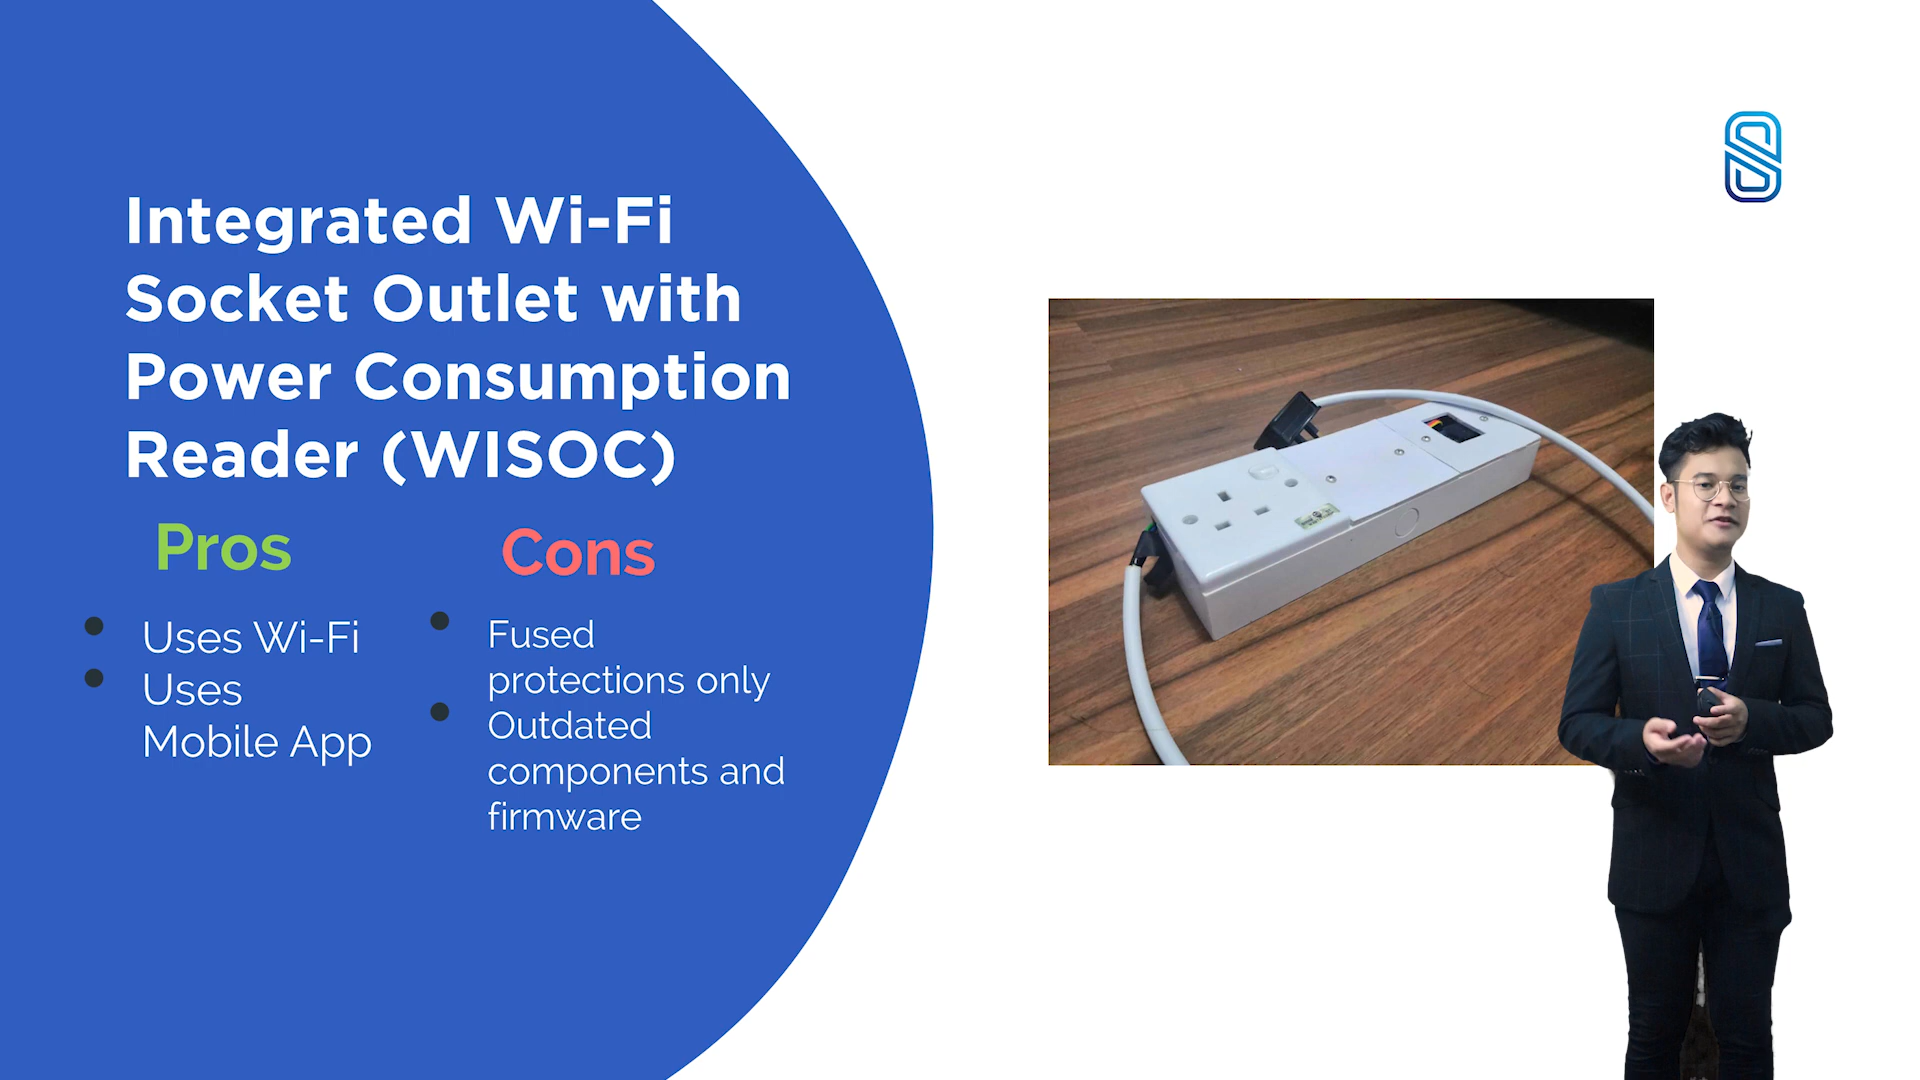 Integrated Wi-Fi
Socket Outlet with
Power Consumption
Reader (WISOC)
Pros
Uses Wi-Fi
Uses
Mobile App
Cons
Fused
protections only
Outdated
components and
firmware